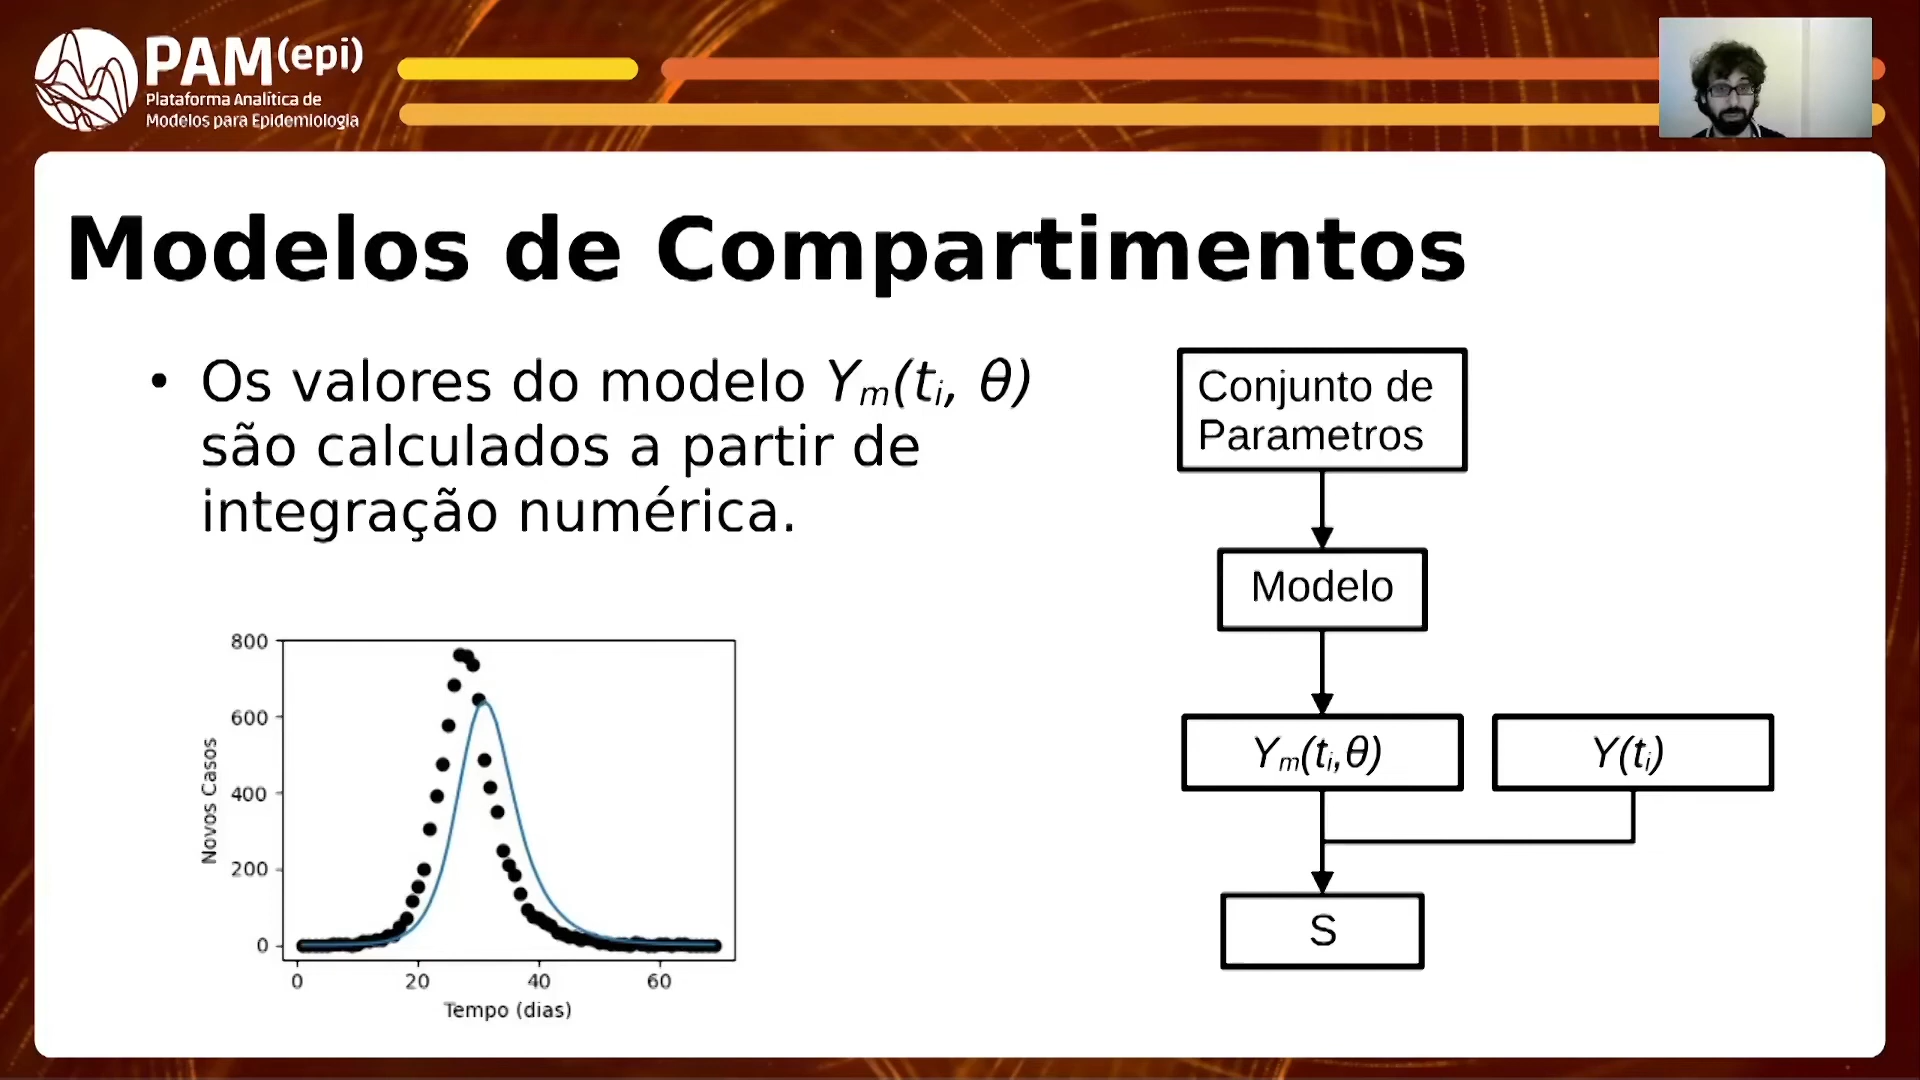 PAM(epi)
Plataforma Analítica de
Modelos para Epidemiologia
Modelos de Compartimentos
• Os valores do modelo Yₘ(tᵢ, θ)
são calculados a partir de
integração numérica.
Conjunto de
Parametros
Modelo
Yₘ(tᵢ,θ)
Y(tᵢ)
S
800
600
400
200
0
Novos Casos
0 20 40 60
Tempo (dias)